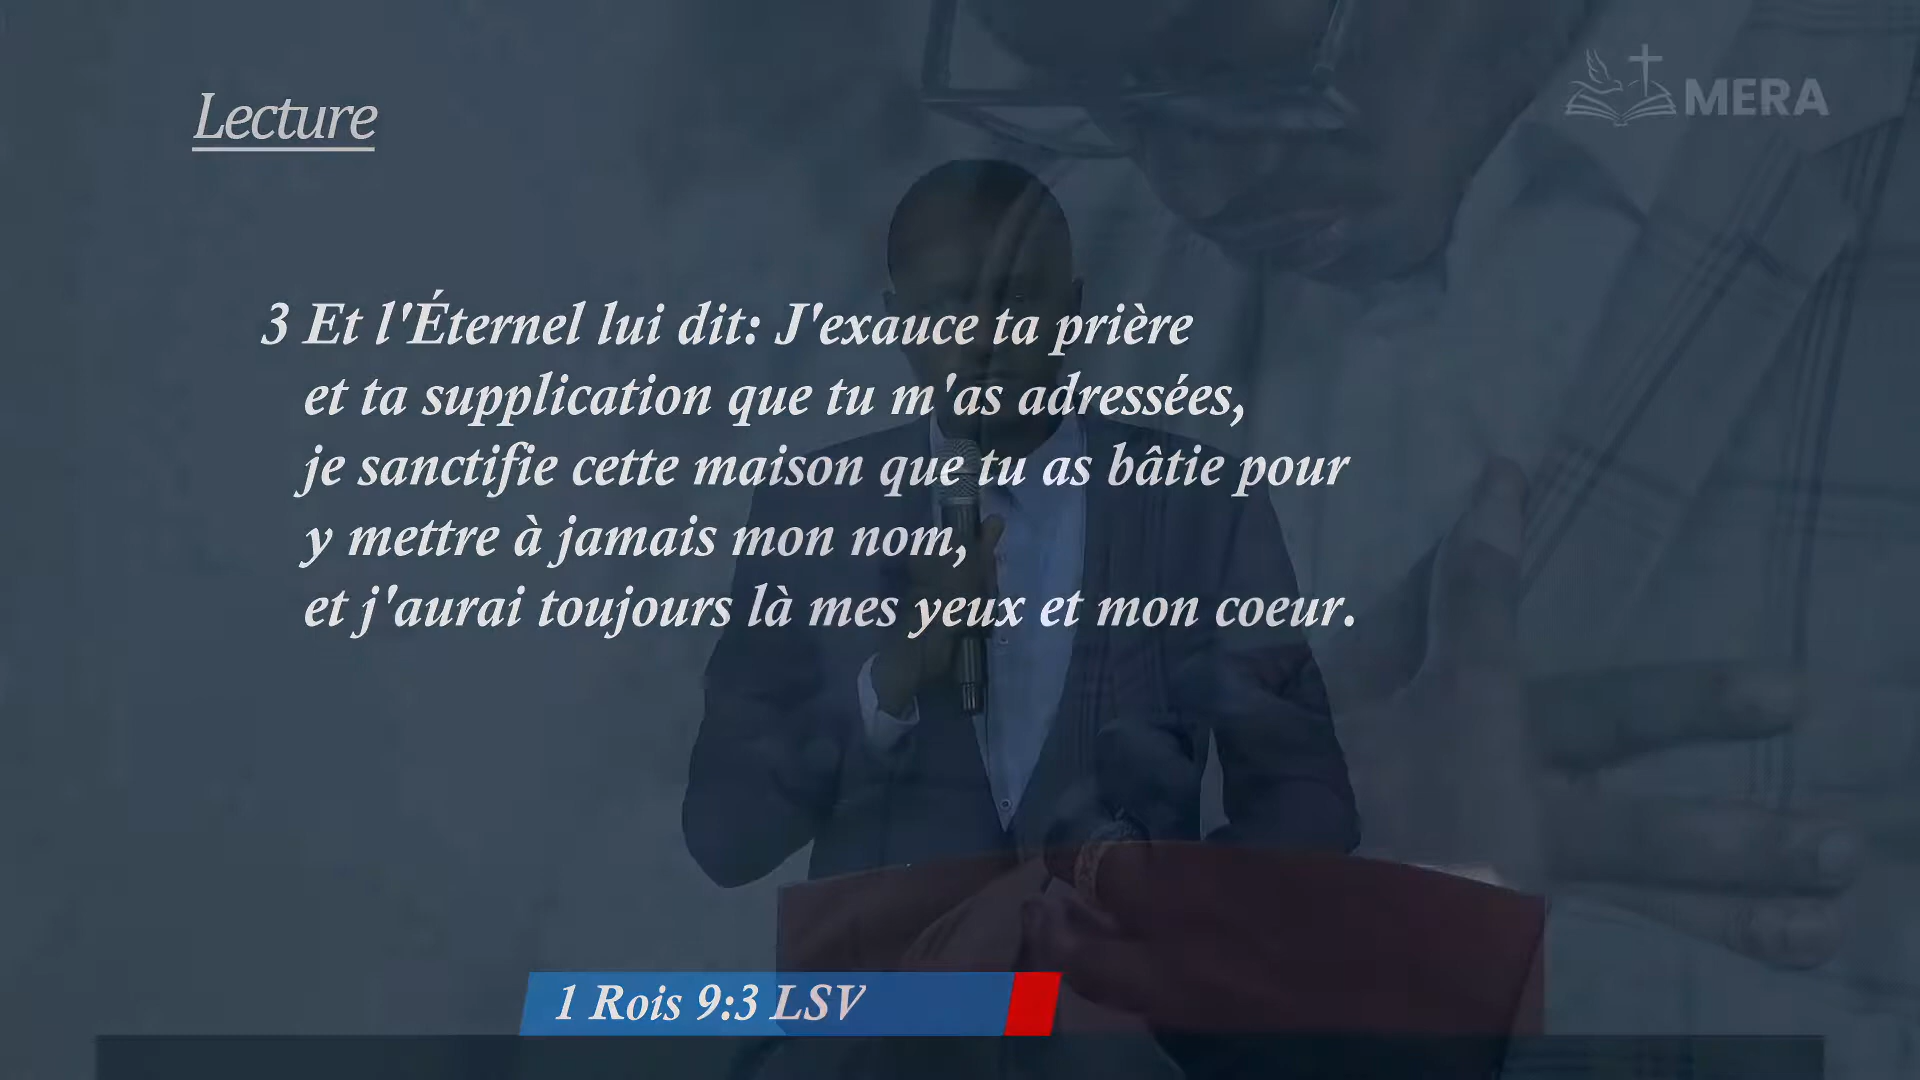 Lecture
MERA
3 Et l'Éternel lui dit: J'exauce ta prière
et ta supplication que tu m'as adressées,
je sanctifie cette maison que tu as bâtie pour
y mettre à jamais mon nom,
et j'aurai toujours là mes yeux et mon coeur.
1 Rois 9:3 LSV